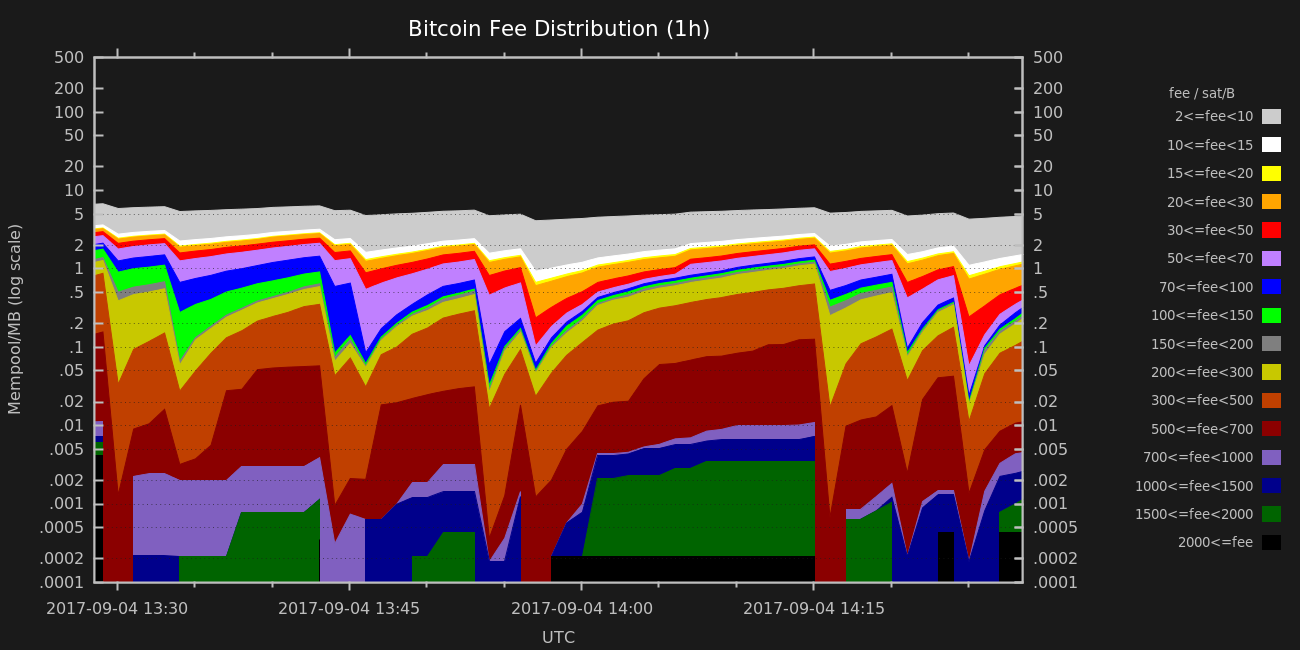 Bitcoin Fee Distribution (1h)
500
200
100
50
20
10
5
2
1
.5
.2
.1
.05
.02
.01
.005
.002
.001
.0005
.0002
.0001
Mempool/MB (log scale)
500
200
100
50
20
10
5
2
1
.5
.2
.1
.05
.02
.01
.005
.002
.001
.0005
.0002
.0001
2017-09-04 13:30 2017-09-04 13:45 2017-09-04 14:00 2017-09-04 14:15
UTC
fee / sat/B
2<=fee<10
10<=fee<15
15<=fee<20
20<=fee<30
30<=fee<50
50<=fee<70
70<=fee<100
100<=fee<150
150<=fee<200
200<=fee<300
300<=fee<500
500<=fee<700
700<=fee<1000
1000<=fee<1500
1500<=fee<2000
2000<=fee